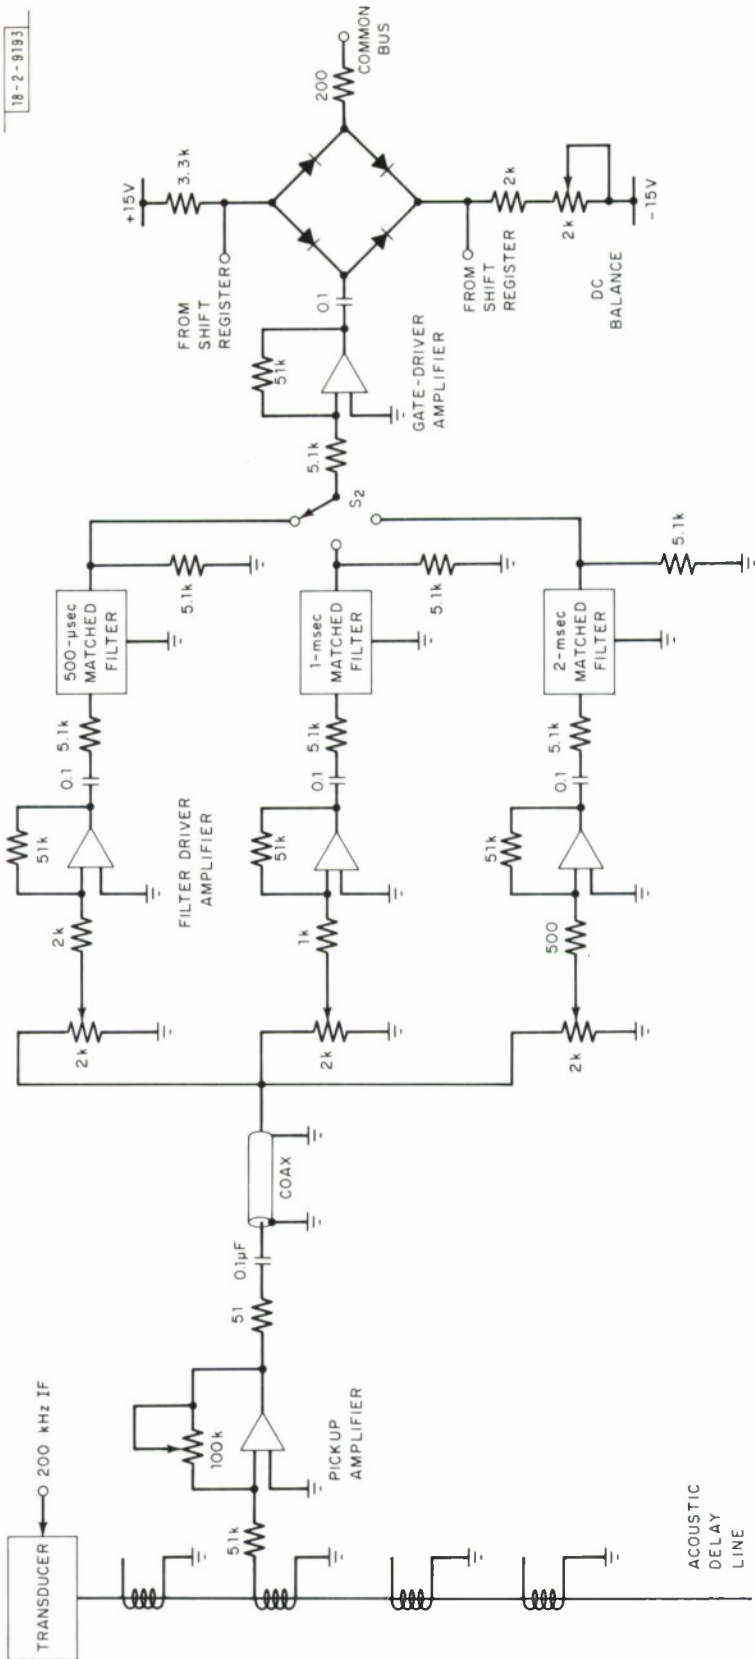 18-2-9193
TRANSDUCER
200 kHz IF
ACOUSTIC
DELAY
LINE
5.1k
100k
PICKUP
AMPLIFIER
51
0.1µF
COAX
2k
2k
51k
FILTER DRIVER
AMPLIFIER
0.1
5.1k
500-µsec
MATCHED
FILTER
5.1k
2k
1k
51k
0.1
5.1k
1-msec
MATCHED
FILTER
5.1k
2k
500
51k
0.1
5.1k
2-msec
MATCHED
FILTER
5.1k
S2
5.1k
51k
GATE-DRIVER
AMPLIFIER
0.1
+15V
3.3k
FROM
SHIFT
REGISTER
200
COMMON
BUS
FROM
SHIFT
REGISTER
2k
2k
DC
BALANCE
-15V